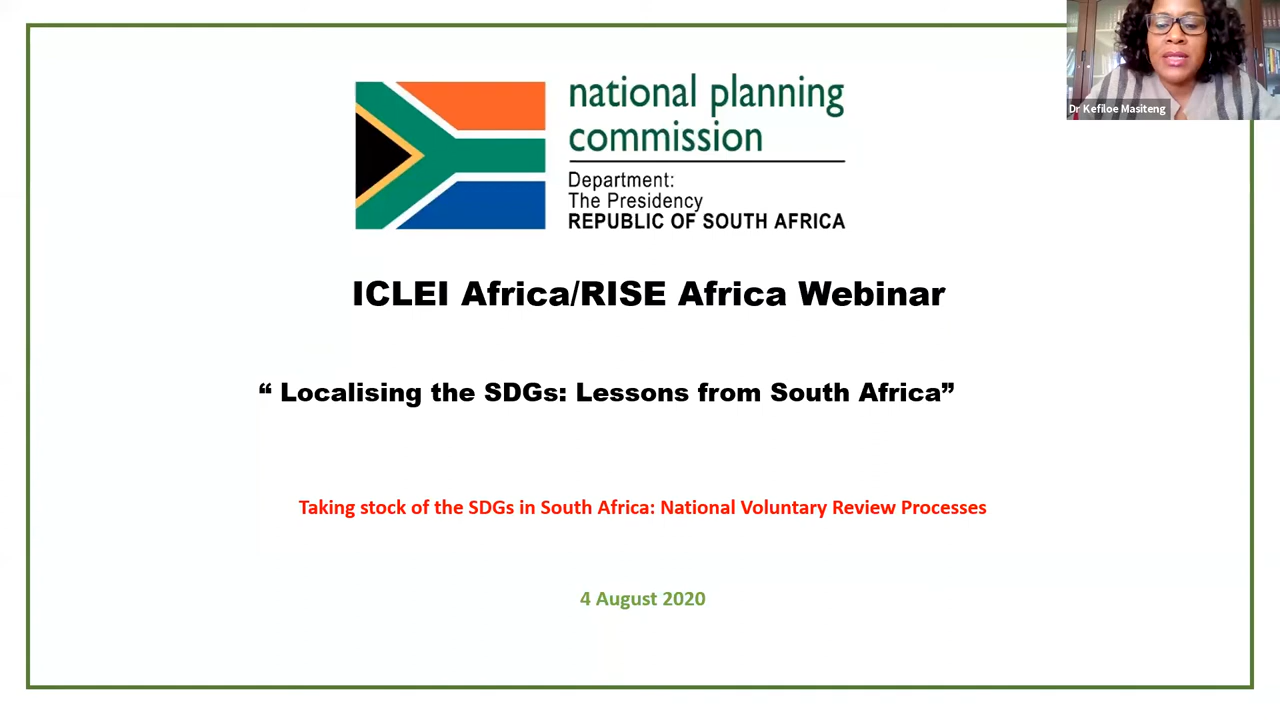 Dr Kefiloe Masiteng
national planning
commission
Department:
The Presidency
REPUBLIC OF SOUTH AFRICA
ICLEI Africa/RISE Africa Webinar
“ Localising the SDGs: Lessons from South Africa”
Taking stock of the SDGs in South Africa: National Voluntary Review Processes
4 August 2020